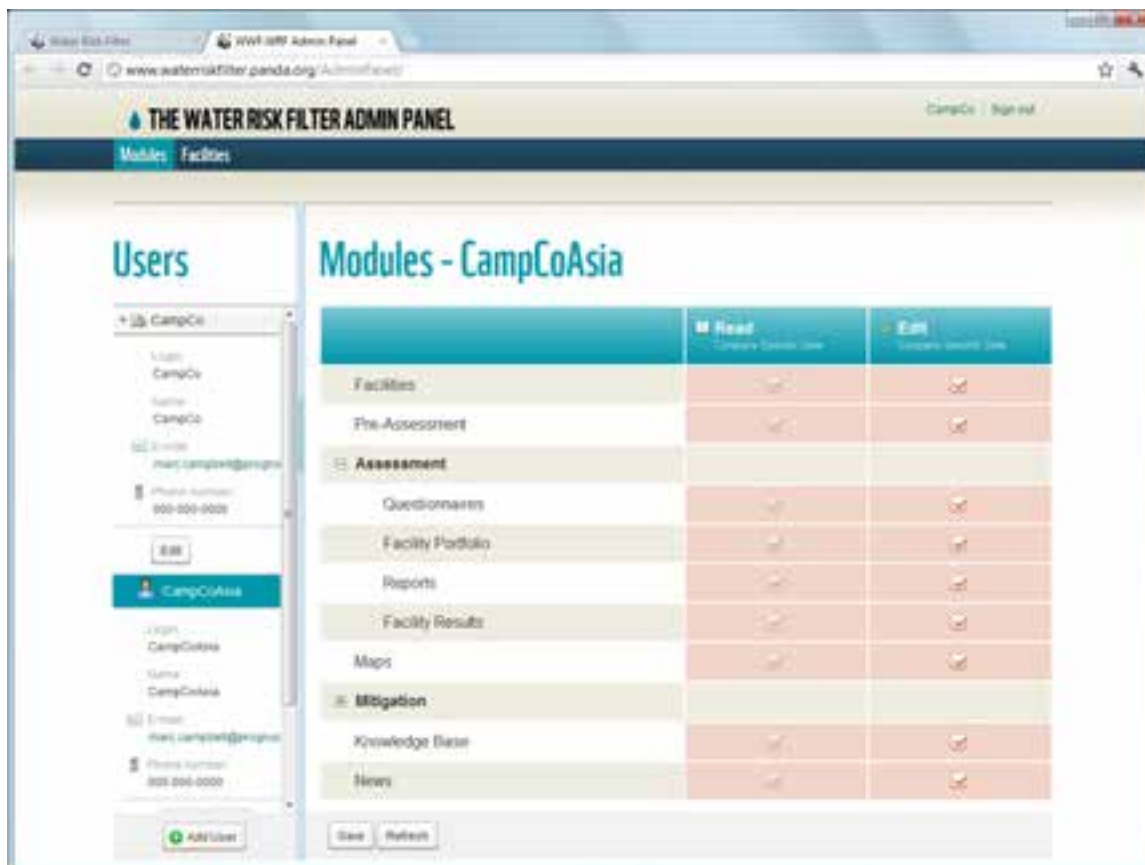 Water Risk Filter
WWF-WRF Admin Panel
www.waterriskfilter.panda.org/AdminPanel/
THE WATER RISK FILTER ADMIN PANEL
CampCo Sign out
Modules Facilities
Users
Modules - CampCoAsia
CampCo
Login
CampCo
Name
CampCo
E-mail
Phone number
000-000-0000
Edit
CampCoAsia
Login
CampCoAsia
Name
CampCoAsia
E-mail
Phone number
000-000-0000
Add User
Read
Edit
Facilities
Pre-Assessment
Assessment
Questionnaires
Facility Portfolio
Reports
Facility Results
Maps
Mitigation
Knowledge Base
News
Save Refresh